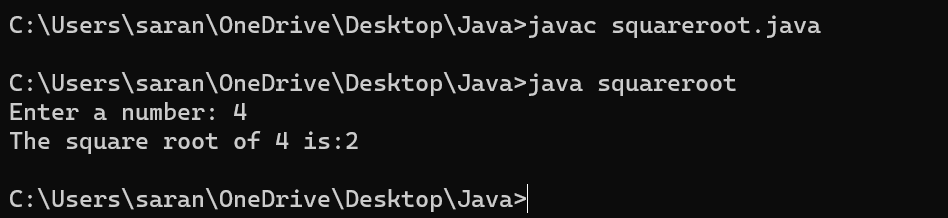 C:\Users\saran\OneDrive\Desktop\Java>javac squareroot.java
C:\Users\saran\OneDrive\Desktop\Java>java squareroot
Enter a number: 4
The square root of 4 is:2
C:\Users\saran\OneDrive\Desktop\Java>